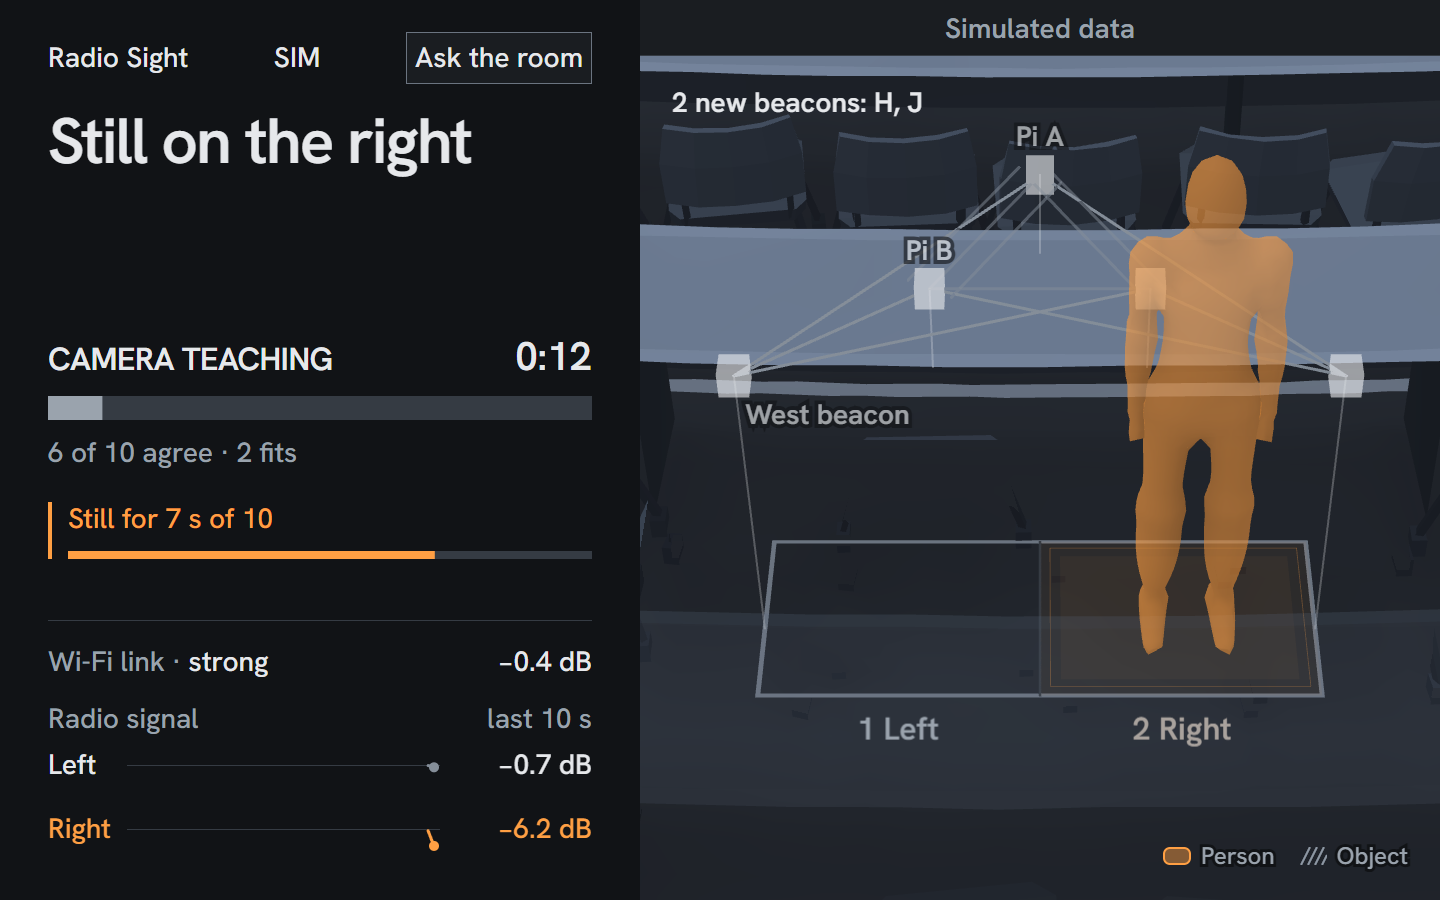 Radio Sight
SIM
Ask the room
Still on the right
CAMERA TEACHING
0:12
6 of 10 agree · 2 fits
Still for 7 s of 10
Wi-Fi link · strong
−0.4 dB
Radio signal
last 10 s
Left
−0.7 dB
Right
−6.2 dB
Simulated data
2 new beacons: H, J
Pi A
Pi B
West beacon
1 Left
2 Right
Person
Object